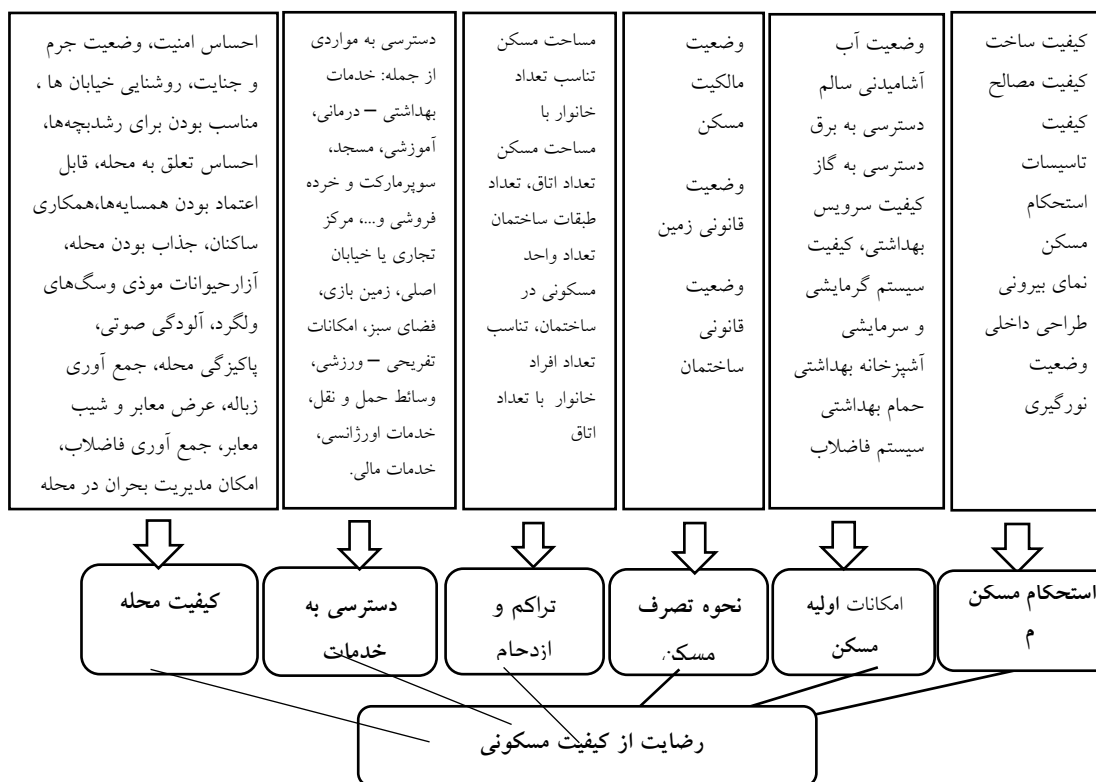 کیفیت ساخت
کیفیت مصالح
کیفیت
تاسیسات
استحکام
مسکن
نمای بیرونی
طراحی داخلی
وضعیت
نورگیری
وضعیت آب
آشامیدنی سالم
دسترسی به برق
دسترسی به گاز
کیفیت سرویس
بهداشتی، کیفیت
سیستم گرمایشی
و سرمایشی
آشپزخانه بهداشتی
حمام بهداشتی
سیستم فاضلاب
وضعیت
مالکیت
مسکن
وضعیت
قانونی زمین
وضعیت
قانونی
ساختمان
مساحت مسکن
تناسب تعداد
خانوار با
مساحت مسکن
تعداد اتاق، تعداد
طبقات ساختمان
تعداد واحد
مسکونی در
ساختمان، تناسب
تعداد افراد
خانوار با تعداد
اتاق
دسترسی به مواردی
از جمله: خدمات
بهداشتی – درمانی،
آموزشی، مسجد،
سوپرمارکت و خرده
فروشی و...، مرکز
تجاری یا خیابان
اصلی، زمین بازی،
فضای سبز، امکانات
تفریحی – ورزشی،
وسائط حمل و نقل،
خدمات اورژانسی،
خدمات مالی.
احساس امنیت، وضعیت جرم
و جنایت، روشنایی خیابان ها ،
مناسب بودن برای رشدبچه‌ها،
احساس تعلق به محله، قابل
اعتماد بودن همسایه‌ها،همکاری
ساکنان، جذاب بودن محله،
آزارحیوانات موذی وسگ‌های
ولگرد، آلودگی صوتی،
پاکیزگی محله، جمع آوری
زباله، عرض معابر و شیب
معابر، جمع آوری فاضلاب،
امکان مدیریت بحران در محله
استحکام مسکن
م
امکانات اولیه
مسکن
نحوه تصرف
مسکن
تراکم و
ازدحام
دسترسی به
خدمات
کیفیت محله
رضایت از کیفیت مسکونی